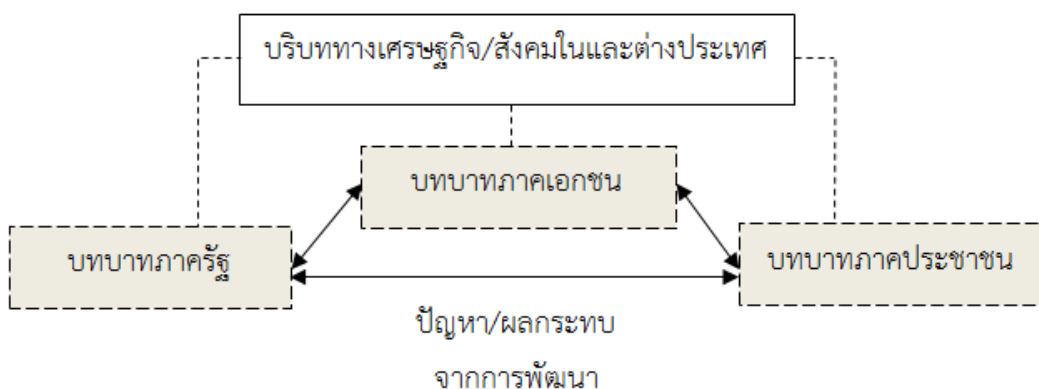 บริบททางเศรษฐกิจ/สังคมในและต่างประเทศ
บทบาทภาคเอกชน
บทบาทภาครัฐ
บทบาทภาคประชาชน
ปัญหา/ผลกระทบ
จากการพัฒนา